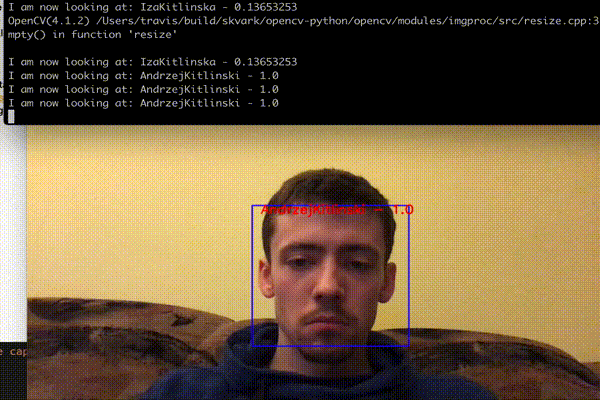 I am now looking at: IzaKitlinska - 0.13653253
OpenCV(4.1.2) /Users/travis/build/skvark/opencv-python/opencv/modules/imgproc/src/resize.cpp:3
mpty() in function 'resize'
I am now looking at: IzaKitlinska - 0.13653253
I am now looking at: AndrzejKitlinski - 1.0
I am now looking at: AndrzejKitlinski - 1.0
I am now looking at: AndrzejKitlinski - 1.0
AndrzejKitlinski - 1.0
e cap